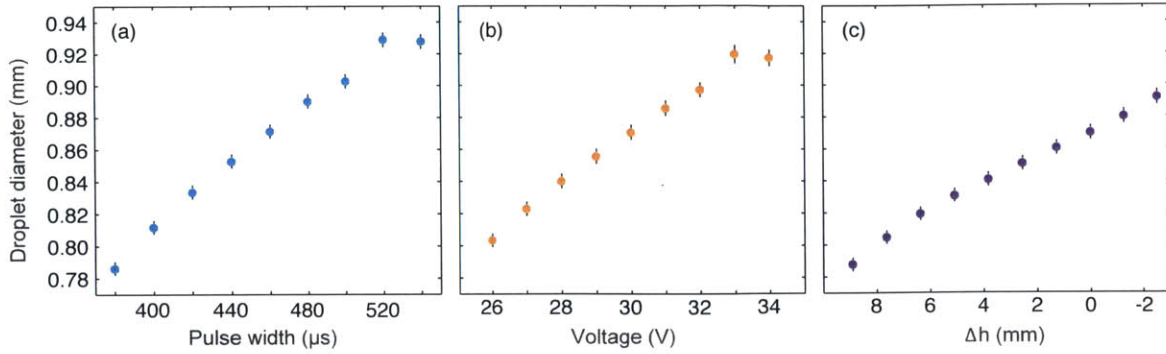 (a) (b) (c)
0.94
0.92
0.90
0.88
0.86
0.84
0.82
0.80
0.78
Droplet diameter (mm)
400 440 480 520 26 28 30 32 34 8 6 4 2 0 -2
Pulse width (µs) Voltage (V) Δh (mm)